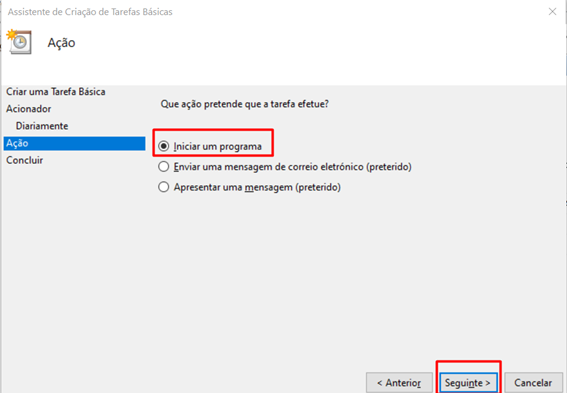 Assistente de Criação de Tarefas Básicas
Ação
Criar uma Tarefa Básica
Acionador
Diariamente
Ação
Concluir
Que ação pretende que a tarefa efetue?
Iniciar um programa
Enviar uma mensagem de correio eletrónico (preterido)
Apresentar uma mensagem (preterido)
< Anterior
Seguinte >
Cancelar